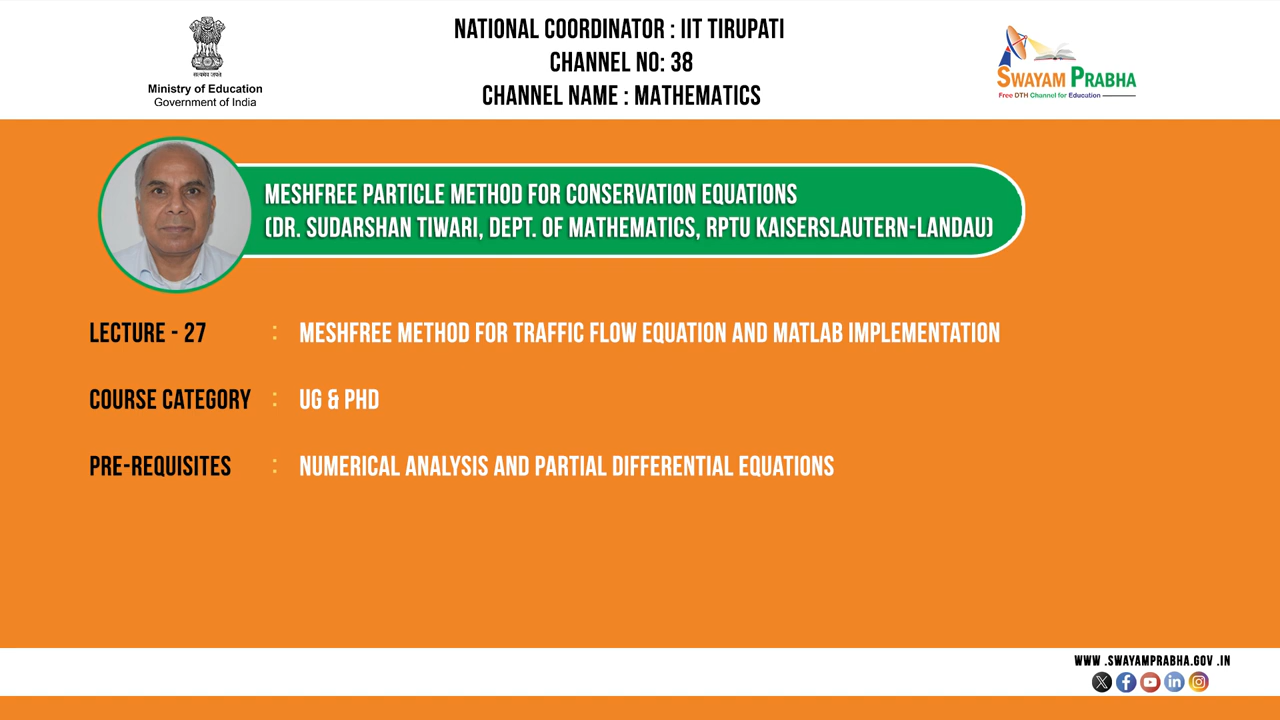 NATIONAL COORDINATOR : IIT TIRUPATI
CHANNEL NO: 38
CHANNEL NAME : MATHEMATICS
सत्यमेव जयते
Ministry of Education
Government of India
SWAYAM PRABHA
Free DTH Channel for Education
MESHFREE PARTICLE METHOD FOR CONSERVATION EQUATIONS
(DR. SUDARSHAN TIWARI, DEPT. OF MATHEMATICS, RPTU KAISERSLAUTERN-LANDAU)
LECTURE - 27 : MESHFREE METHOD FOR TRAFFIC FLOW EQUATION AND MATLAB IMPLEMENTATION
COURSE CATEGORY : UG & PHD
PRE-REQUISITES : NUMERICAL ANALYSIS AND PARTIAL DIFFERENTIAL EQUATIONS
WWW .SWAYAMPRABHA.GOV .IN